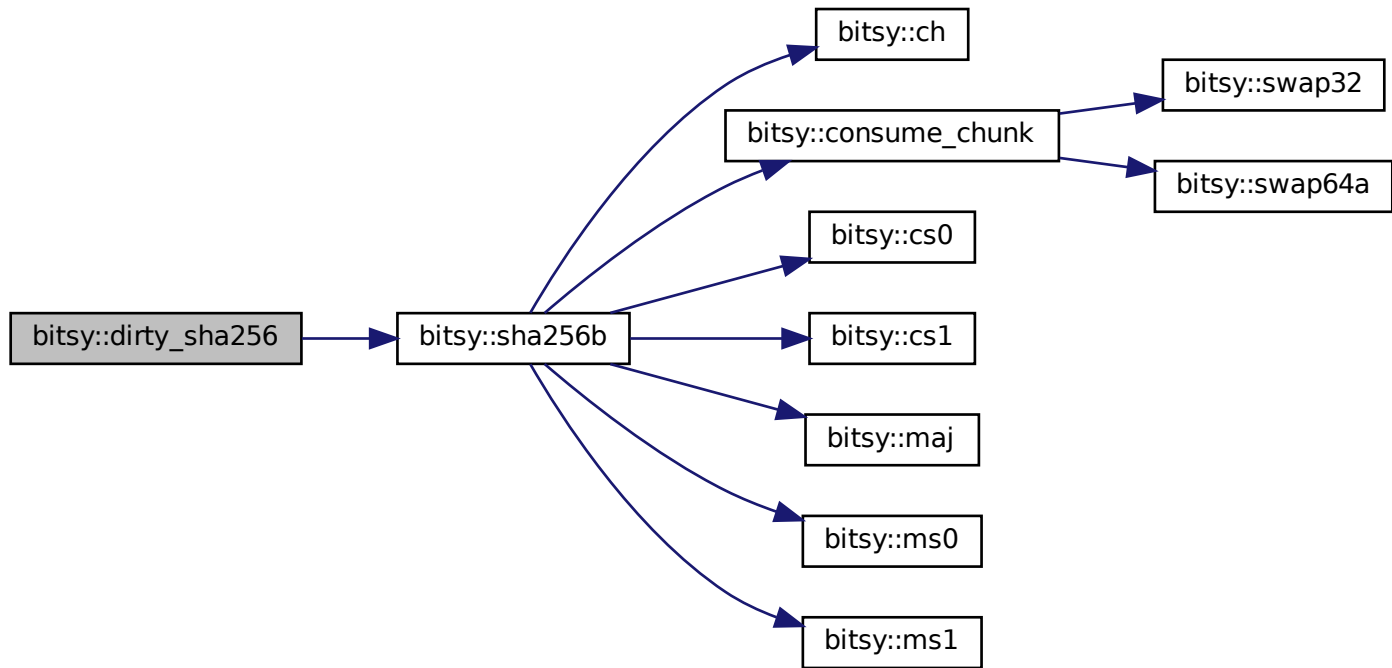 bitsy::dirty_sha256
bitsy::sha256b
bitsy::ch
bitsy::consume_chunk
bitsy::swap32
bitsy::swap64a
bitsy::cs0
bitsy::cs1
bitsy::maj
bitsy::ms0
bitsy::ms1